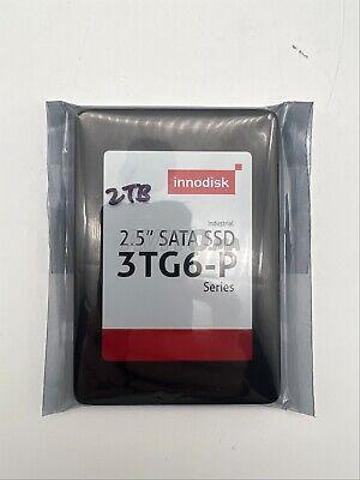 innodisk
2TB
Industrial
2.5" SATA SSD
3TG6-P
Series